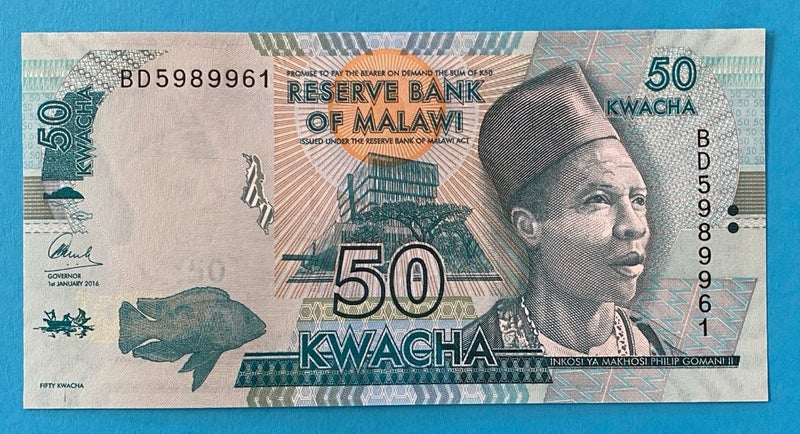 BD5989961
PROMISE TO PAY THE BEARER ON DEMAND THE SUM OF K50
RESERVE BANK
OF MALAWI
ISSUED UNDER THE RESERVE BANK OF MALAWI ACT
50
KWACHA
50
KWACHA
BD5989961
50
GOVERNOR
1st JANUARY 2016
50
KWACHA
INKOSI YA MAKHOSI PHILIP GOMANI II
FIFTY KWACHA